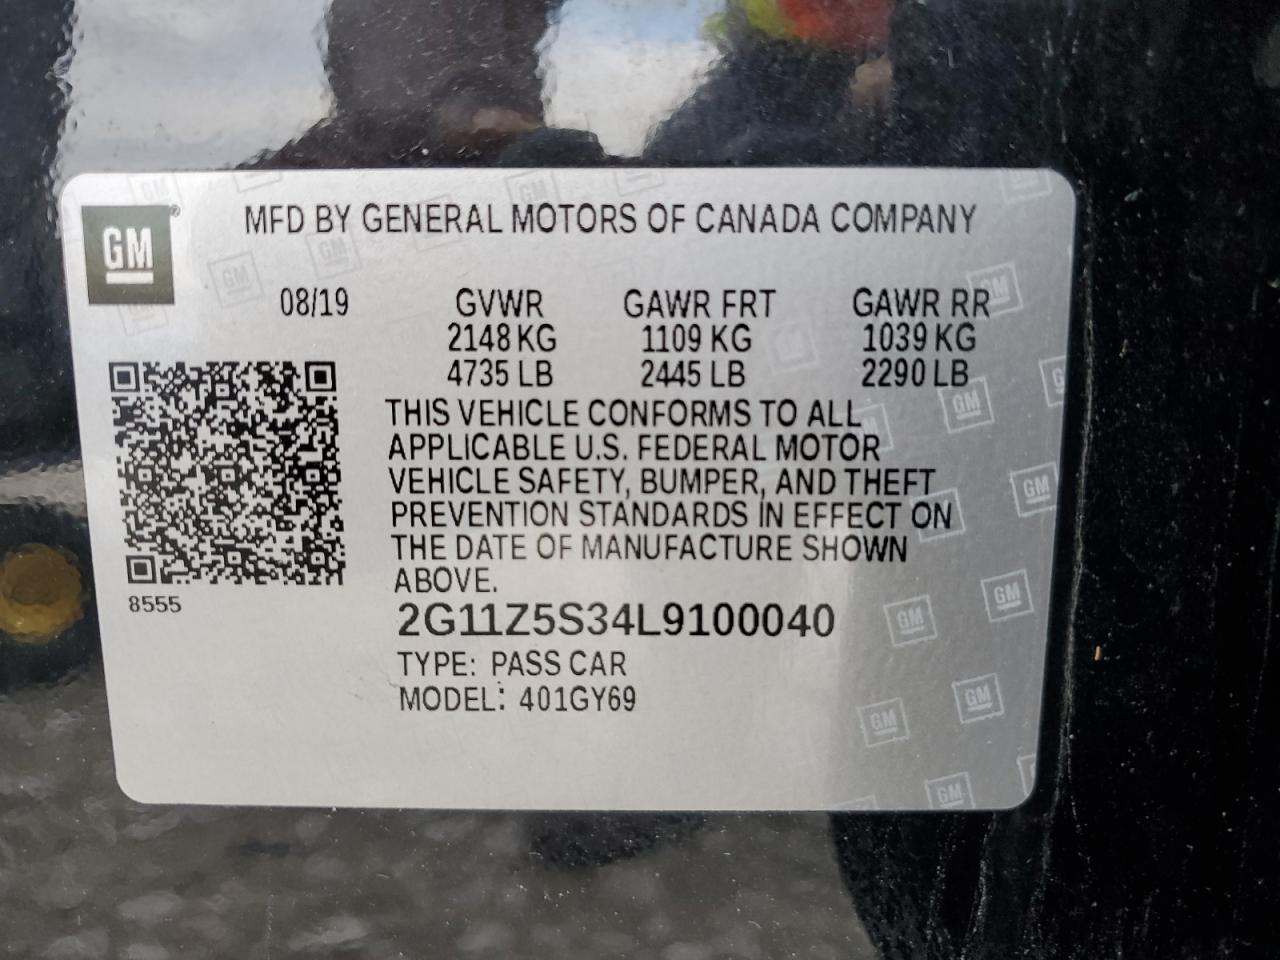 GM
MFD BY GENERAL MOTORS OF CANADA COMPANY
08/19 GVWR GAWR FRT GAWR RR
2148 KG 1109 KG 1039 KG
4735 LB 2445 LB 2290 LB
THIS VEHICLE CONFORMS TO ALL
APPLICABLE U.S. FEDERAL MOTOR
VEHICLE SAFETY, BUMPER, AND THEFT
PREVENTION STANDARDS IN EFFECT ON
THE DATE OF MANUFACTURE SHOWN
ABOVE.
8555
2G11Z5S34L9100040
TYPE: PASS CAR
MODEL: 401GY69